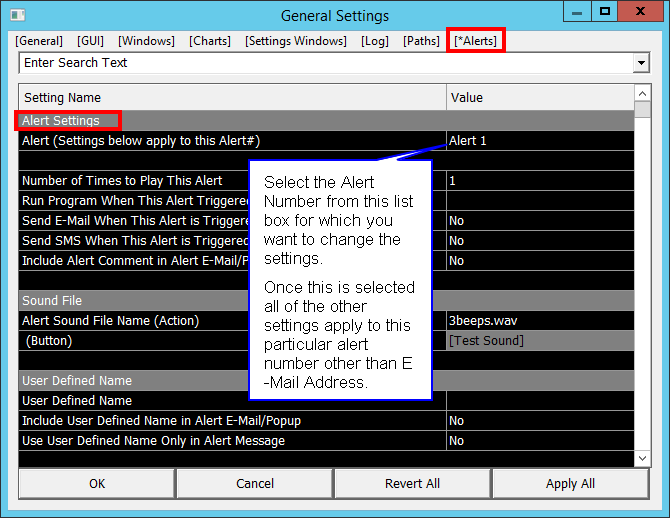 General Settings
[General] [GUI] [Windows] [Charts] [Settings Windows] [Log] [Paths] [*Alerts]
Enter Search Text
Setting Name Value
Alert Settings
Alert (Settings below apply to this Alert#) Alert 1
Number of Times to Play This Alert 1
Run Program When This Alert Triggered
Send E-Mail When This Alert is Triggered No
Send SMS When This Alert is Triggered No
Include Alert Comment in Alert E-Mail/P No
Select the Alert
Number from this list
box for which you
want to change the
settings.
Once this is selected
all of the other
settings apply to this
particular alert
number other than E
-Mail Address.
Sound File
Alert Sound File Name (Action) 3beeps.wav
(Button) [Test Sound]
User Defined Name
User Defined Name
Include User Defined Name in Alert E-Mail/Popup No
Use User Defined Name Only in Alert Message No
OK Cancel Revert All Apply All